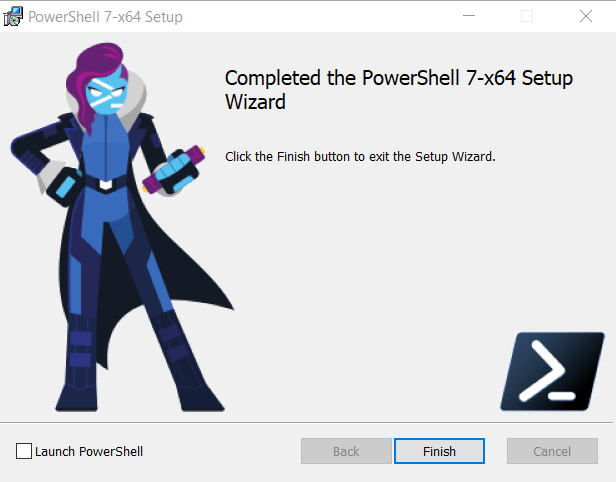 PowerShell 7-x64 Setup
Completed the PowerShell 7-x64 Setup
Wizard
Click the Finish button to exit the Setup Wizard.
Launch PowerShell
Back
Finish
Cancel